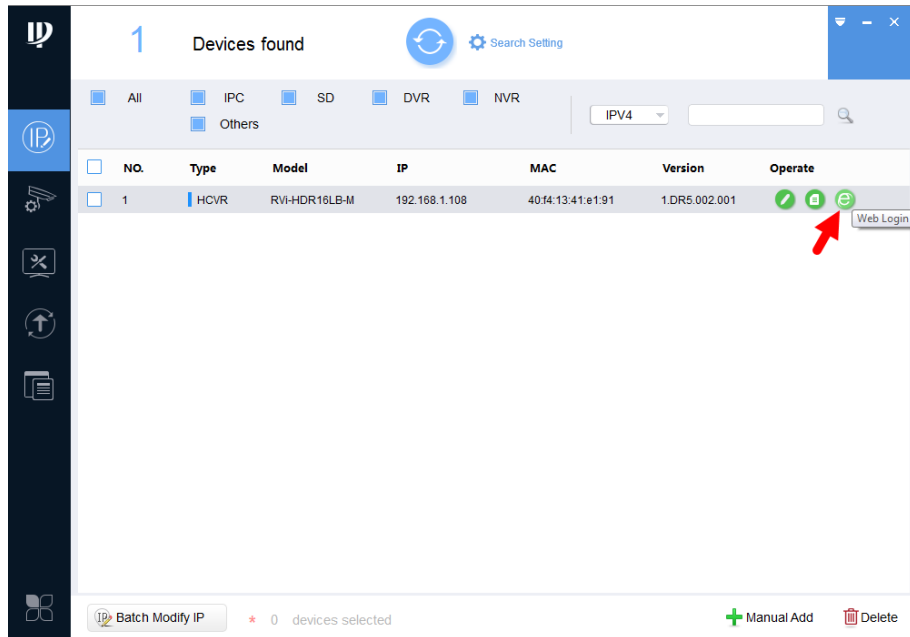 1 Devices found Search Setting
All IPC SD DVR NVR
Others
IPV4
NO. Type Model IP MAC Version Operate
1 HCVR RVi-HDR16LB-M 192.168.1.108 40:f4:13:41:e1:91 1.DR5.002.001
Web Login
IP Batch Modify IP * 0 devices selected Manual Add Delete